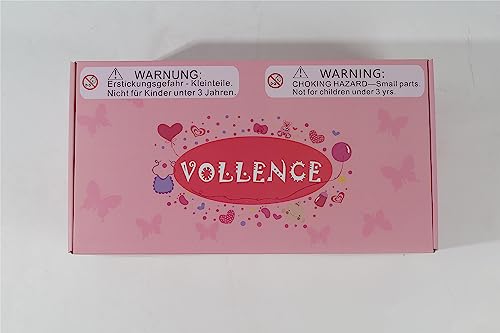 WARNUNG:
Erstickungsgefahr - Kleinteile.
Nicht für Kinder unter 3 Jahren.
WARNING:
CHOKING HAZARD—Small parts.
Not for children under 3 yrs.
VOLLENCE